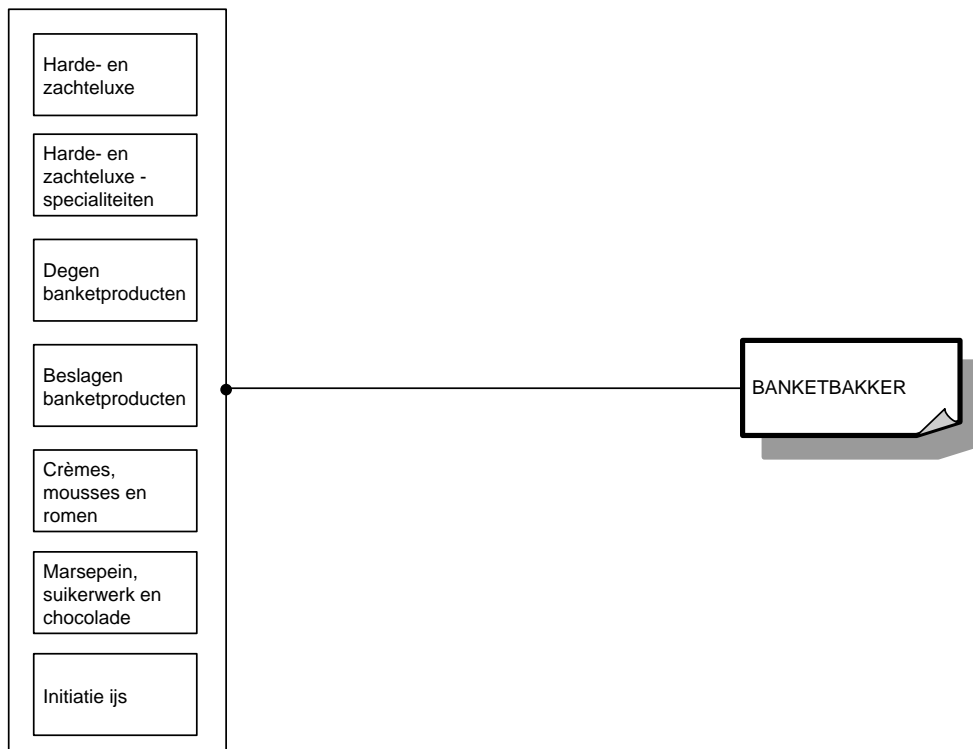 Harde- en
zachteluxe
Harde- en
zachteluxe -
specialiteiten
Degen
banketproducten
Beslagen
banketproducten
BANKETBAKKER
Crèmes,
mousses en
romen
Marsepein,
suikerwerk en
chocolade
Initiatie ijs